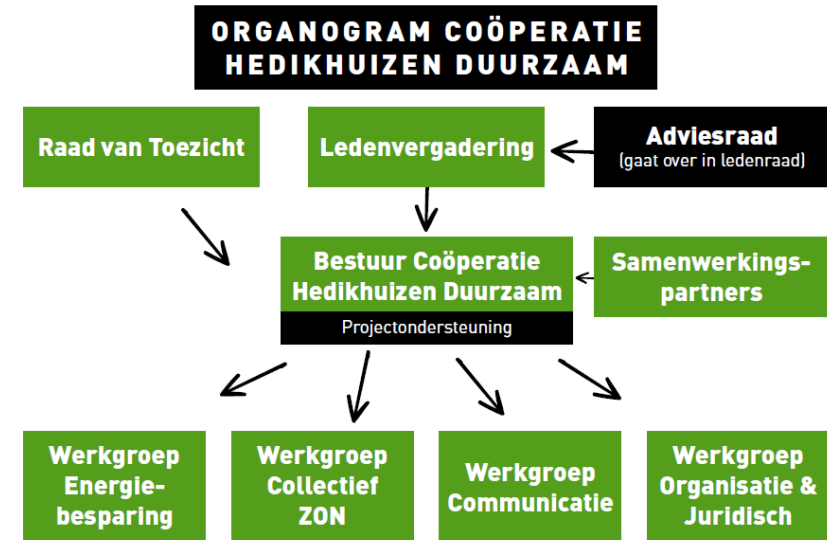 ORGANOGRAM COÖPERATIE
HEDIKHUIZEN DUURZAAM
Raad van Toezicht
Ledenvergadering
Adviesraad
(gaat over in ledenraad)
Bestuur Coöperatie
Hedikhuizen Duurzaam
Projectondersteuning
Samenwerkings-
partners
Werkgroep
Energie-
besparing
Werkgroep
Collectief
ZON
Werkgroep
Communicatie
Werkgroep
Organisatie &
Juridisch